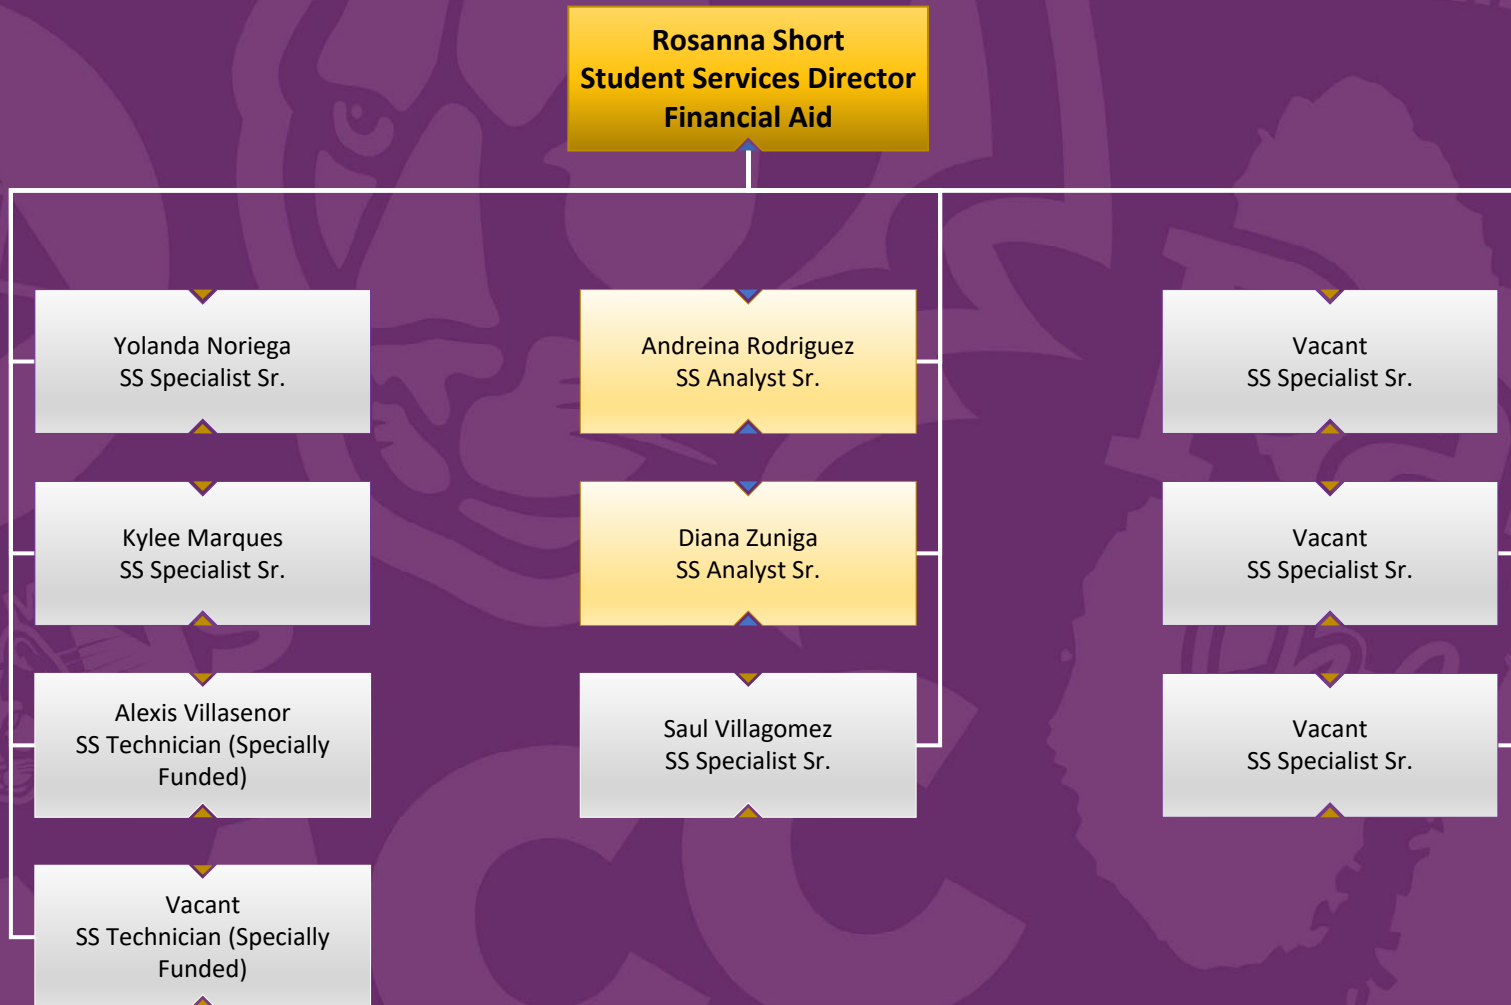 Rosanna Short
Student Services Director
Financial Aid
Yolanda Noriega
SS Specialist Sr.
Andreina Rodriguez
SS Analyst Sr.
Vacant
SS Specialist Sr.
Kylee Marques
SS Specialist Sr.
Diana Zuniga
SS Analyst Sr.
Vacant
SS Specialist Sr.
Alexis Villasenor
SS Technician (Specially
Funded)
Saul Villagomez
SS Specialist Sr.
Vacant
SS Specialist Sr.
Vacant
SS Technician (Specially
Funded)